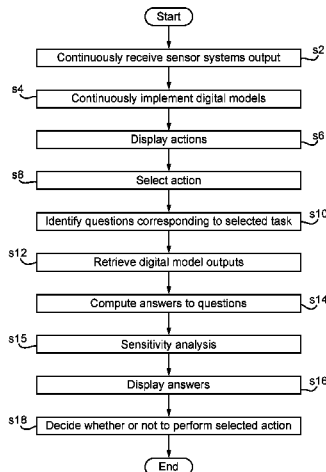 Start
Continuously receive sensor systems output
s2
s4
Continuously implement digital models
Display actions
s6
s8
Select action
Identify questions corresponding to selected task
s10
s12
Retrieve digital model outputs
Compute answers to questions
s14
s15
Sensitivity analysis
Display answers
s16
s18
Decide whether or not to perform selected action
End